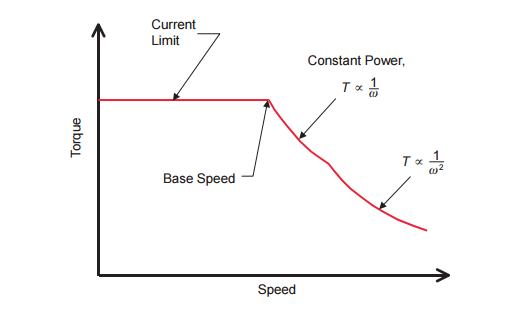 Current
Limit
Constant Power,
T ∝ 1/ω
Torque
T ∝ 1/ω²
Base Speed
Speed